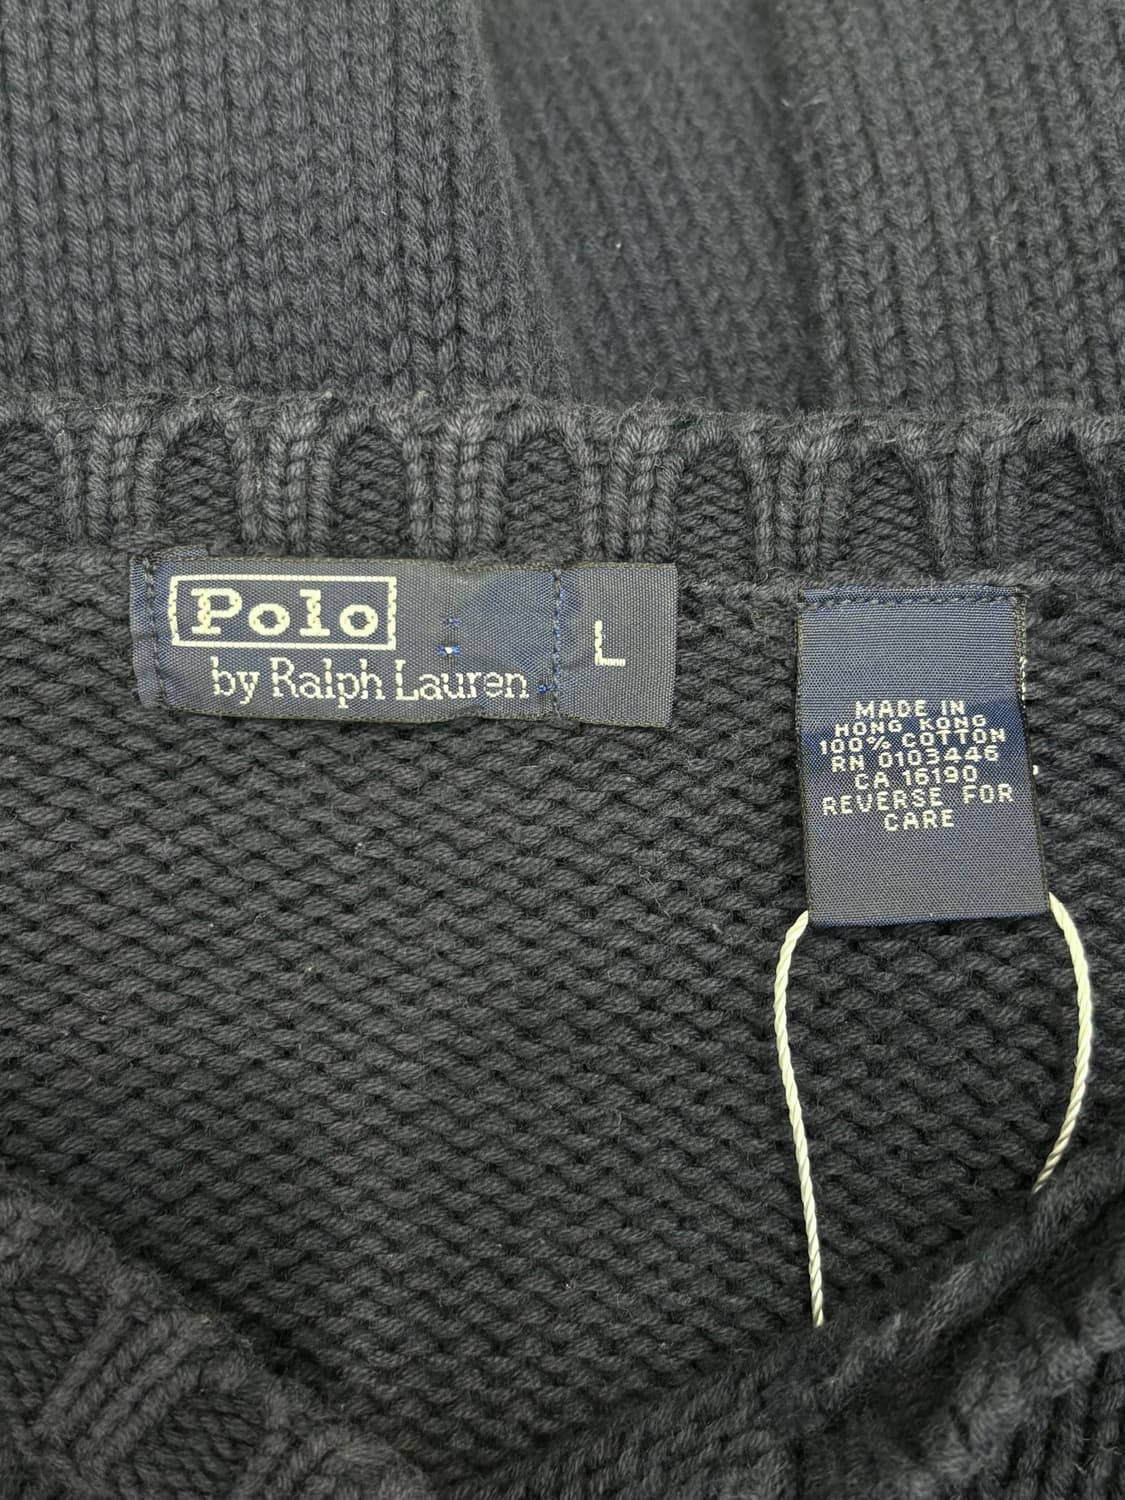 Polo
by Ralph Lauren
L
MADE IN
HONG KONG
100% COTTON
RN 0103446
CA 16190
REVERSE FOR
CARE